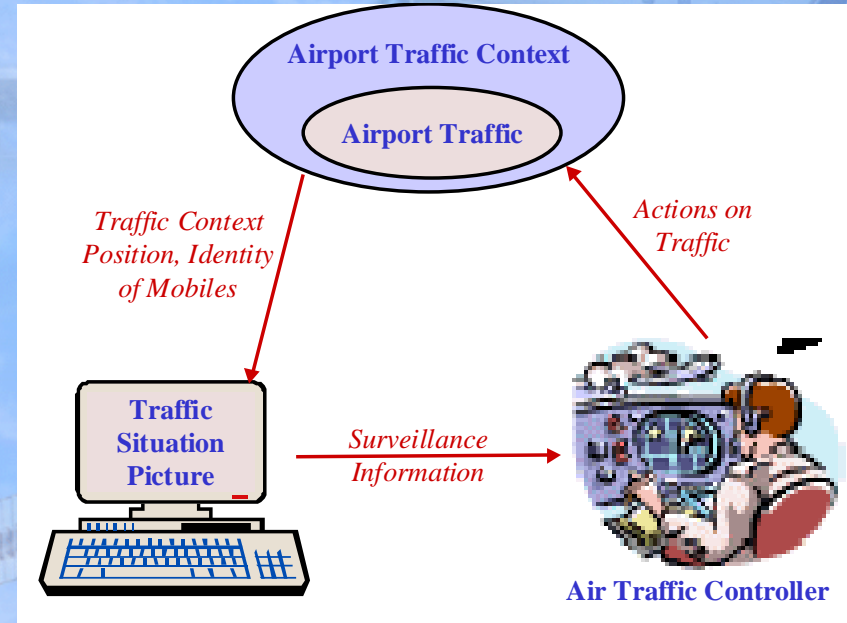 Airport Traffic Context
Airport Traffic
Traffic Context
Position, Identity
of Mobiles
Actions on
Traffic
Traffic
Situation
Picture
Surveillance
Information
Air Traffic Controller